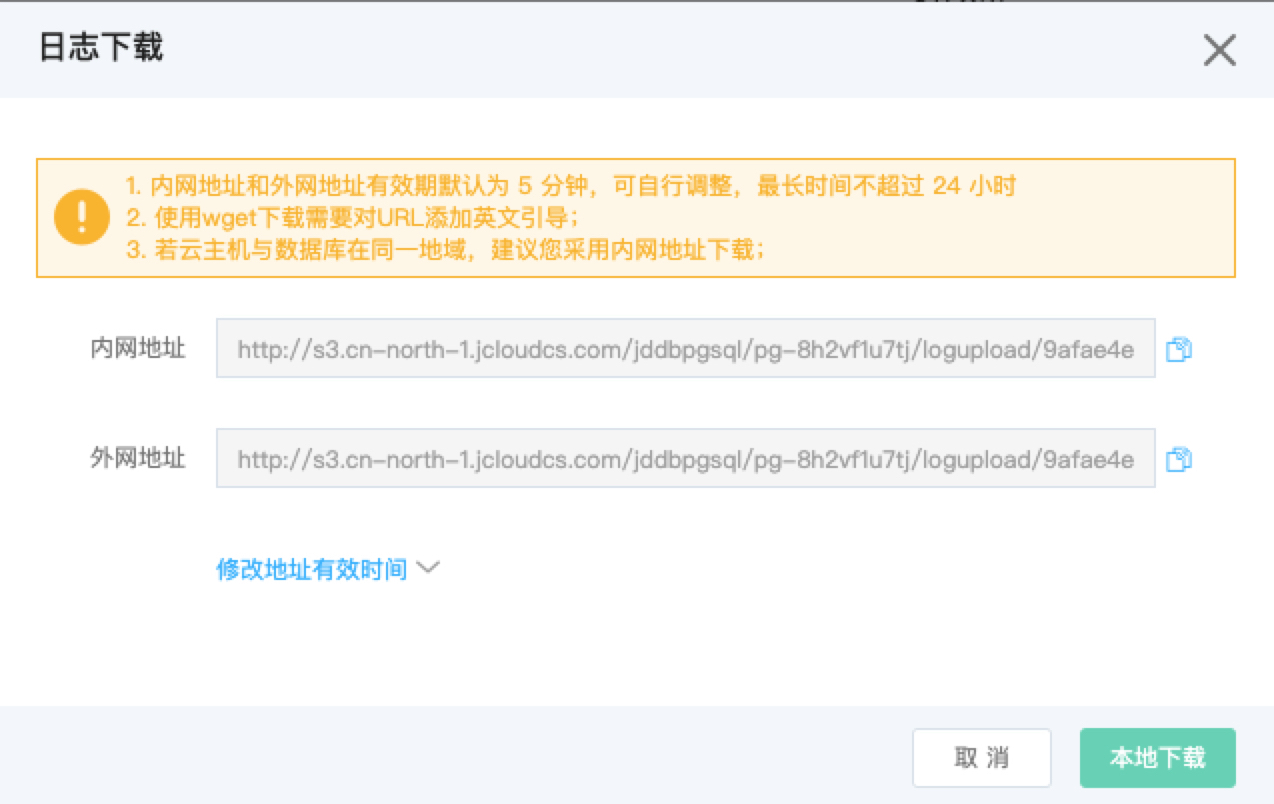 日志下载
1. 内网地址和外网地址有效期默认为 5 分钟，可自行调整，最长时间不超过 24 小时
2. 使用wget下载需要对URL添加英文引导；
3. 若云主机与数据库在同一地域，建议您采用内网地址下载；
内网地址 http://s3.cn-north-1.jcloudcs.com/jddbpgsql/pg-8h2vf1u7tj/logupload/9afae4e
外网地址 http://s3.cn-north-1.jcloudcs.com/jddbpgsql/pg-8h2vf1u7tj/logupload/9afae4e
修改地址有效时间
取 消 本地下载